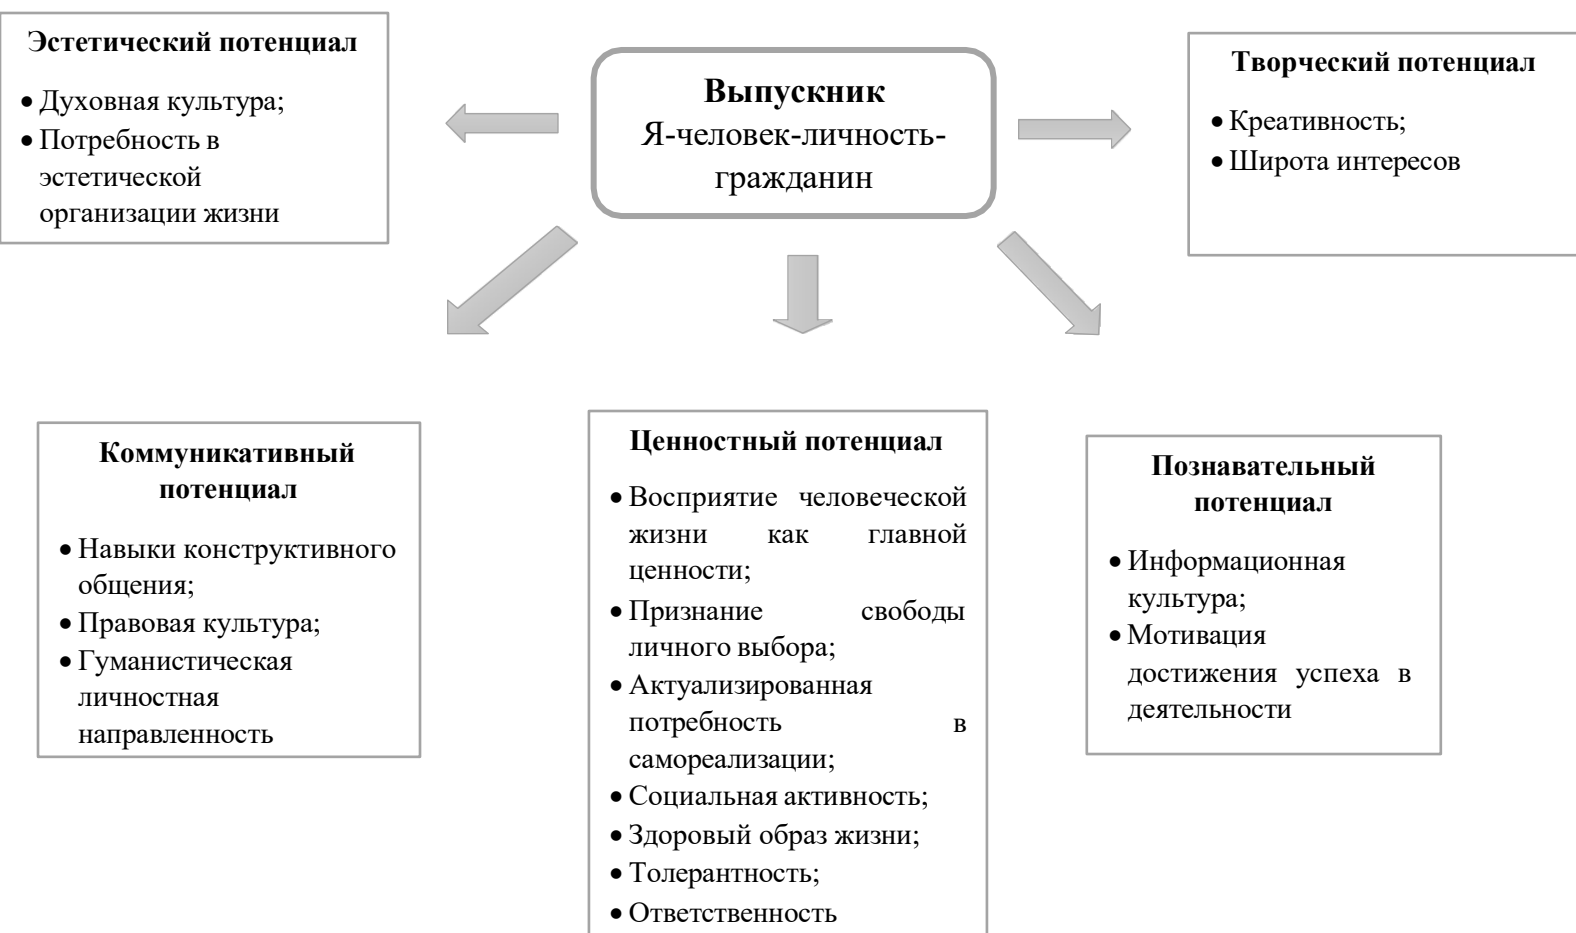 Эстетический потенциал
• Духовная культура;
• Потребность в
эстетической
организации жизни
Выпускник
Я-человек-личность-
гражданин
Творческий потенциал
• Креативность;
• Широта интересов
Коммуникативный
потенциал
• Навыки конструктивного
общения;
• Правовая культура;
• Гуманистическая
личностная
направленность
Ценностный потенциал
• Восприятие человеческой
жизни как главной
ценности;
• Признание свободы
личного выбора;
• Актуализированная
потребность в
самореализации;
• Социальная активность;
• Здоровый образ жизни;
• Толерантность;
• Ответственность
Познавательный
потенциал
• Информационная
культура;
• Мотивация
достижения успеха в
деятельности